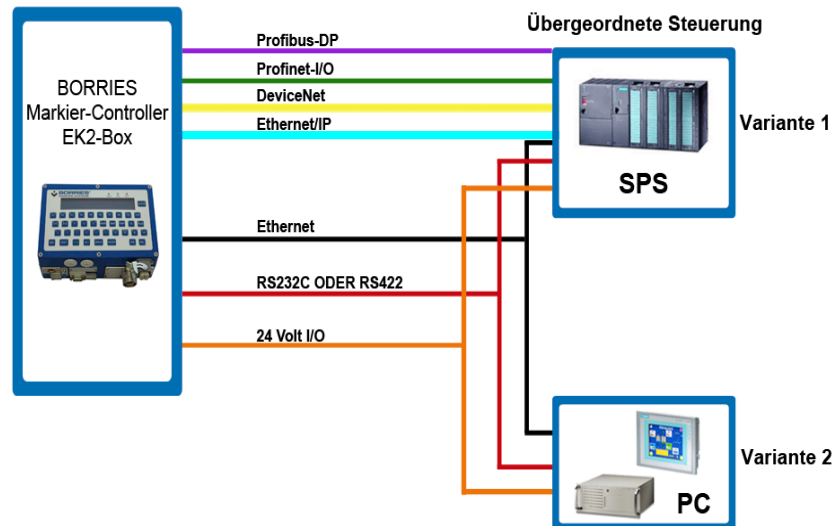 Übergeordnete Steuerung
BORRIES
Markier-Controller
EK2-Box
BORRIES
Profibus-DP
Profinet-I/O
DeviceNet
Ethernet/IP
Ethernet
RS232C ODER RS422
24 Volt I/O
SPS
Variante 1
PC
Variante 2